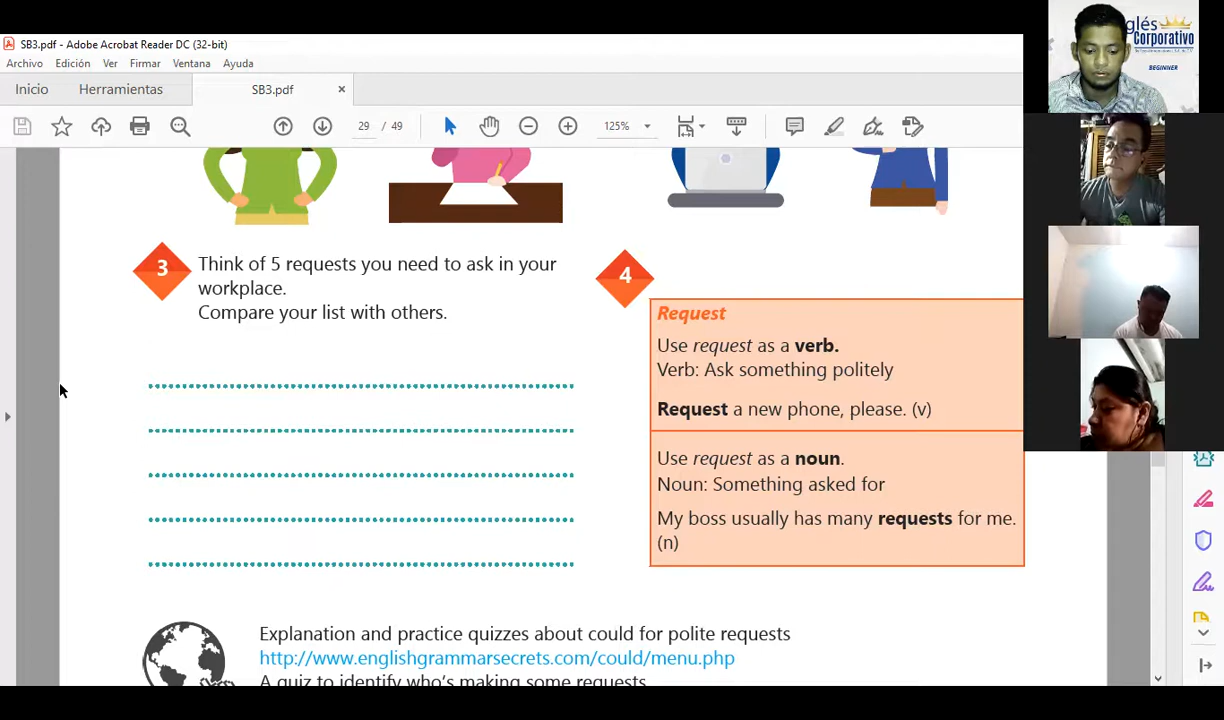 SB3.pdf - Adobe Acrobat Reader DC (32-bit)
Archivo Edición Ver Firmar Ventana Ayuda
Inicio Herramientas SB3.pdf ×
29 / 49 125%
3 Think of 5 requests you need to ask in your
workplace.
Compare your list with others.
4
Request
Use request as a verb.
Verb: Ask something politely
Request a new phone, please. (v)
Use request as a noun.
Noun: Something asked for
My boss usually has many requests for me.
(n)
Explanation and practice quizzes about could for polite requests
http://www.englishgrammarsecrets.com/could/menu.php
A quiz to identify who's making some requests
glés
Corporativo
BEGINNER